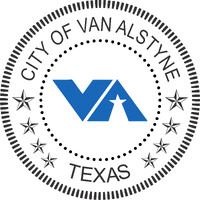 CITY OF VAN ALSTYNE
VA
TEXAS